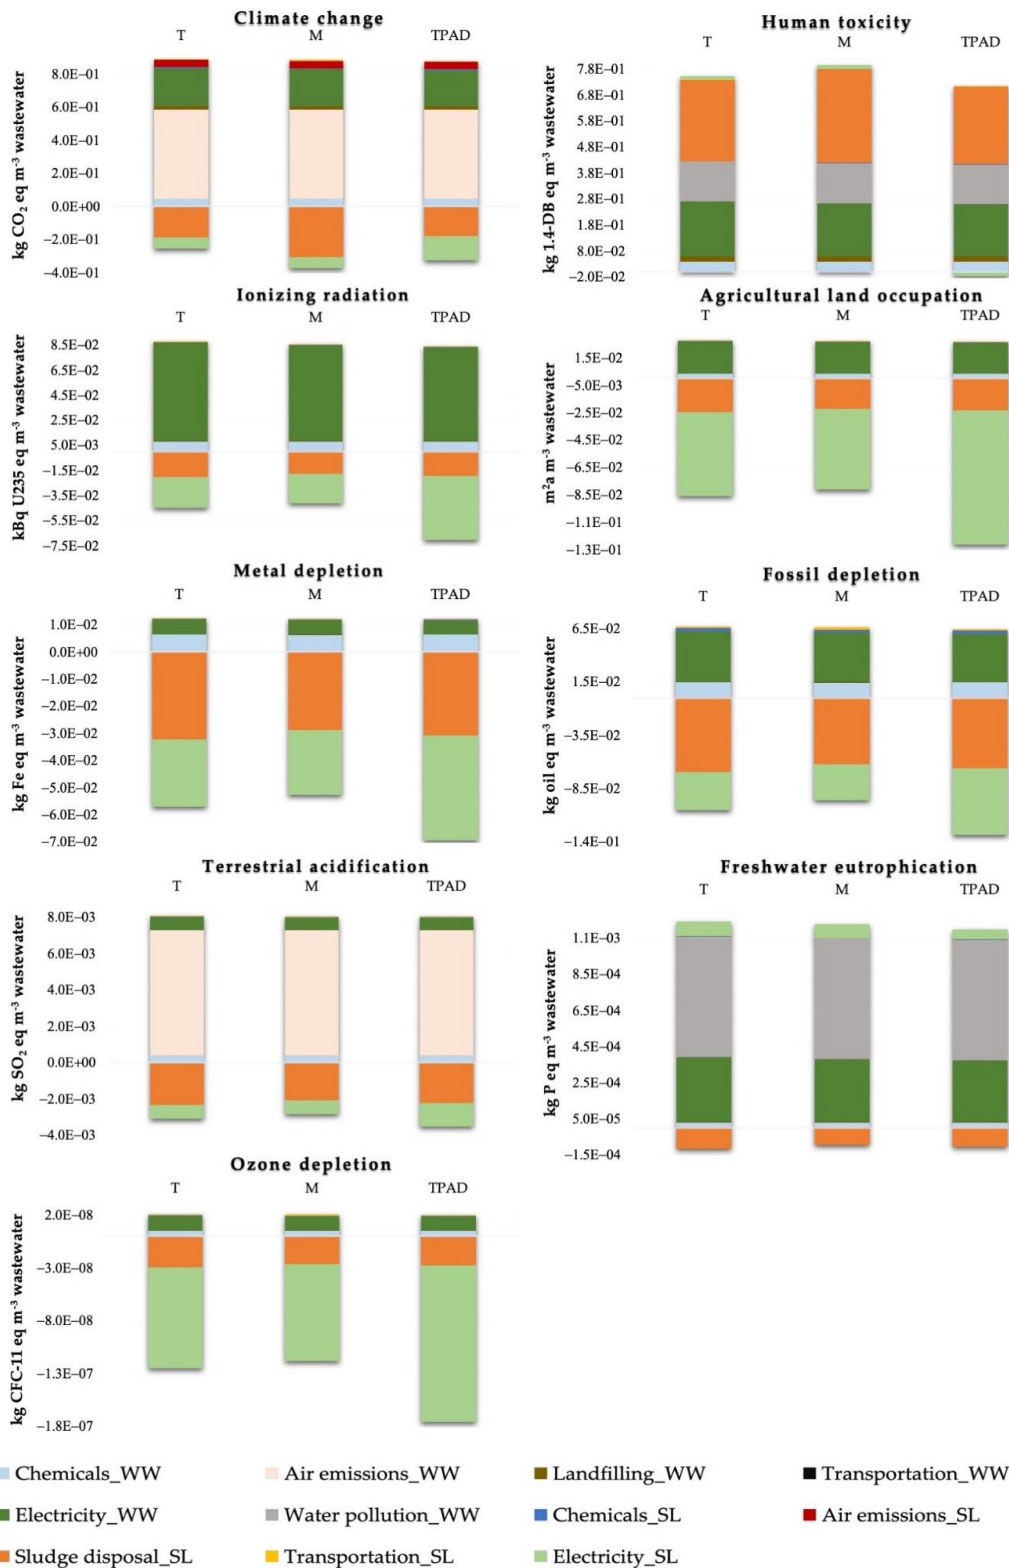 Climate change
T M TPAD
kg CO₂ eq m⁻³ wastewater
8.0E−01
6.0E−01
4.0E−01
2.0E−01
0.0E+00
−2.0E−01
−4.0E−01
Human toxicity
T M TPAD
kg 1.4-DB eq m⁻³ wastewater
7.8E−01
6.8E−01
5.8E−01
4.8E−01
3.8E−01
2.8E−01
1.8E−01
8.0E−02
−2.0E−02
Ionizing radiation
T M TPAD
kBq U235 eq m⁻³ wastewater
8.5E−02
6.5E−02
4.5E−02
2.5E−02
5.0E−03
−1.5E−02
−3.5E−02
−5.5E−02
−7.5E−02
Agricultural land occupation
T M TPAD
m²a m⁻³ wastewater
1.5E−02
−5.0E−03
−2.5E−02
−4.5E−02
−6.5E−02
−8.5E−02
−1.1E−01
−1.3E−01
Metal depletion
T M TPAD
kg Fe eq m⁻³ wastewater
1.0E−02
0.0E+00
−1.0E−02
−2.0E−02
−3.0E−02
−4.0E−02
−5.0E−02
−6.0E−02
−7.0E−02
Fossil depletion
T M TPAD
kg oil eq m⁻³ wastewater
6.5E−02
1.5E−02
−3.5E−02
−8.5E−02
−1.4E−01
Terrestrial acidification
T M TPAD
kg SO₂ eq m⁻³ wastewater
8.0E−03
6.0E−03
4.0E−03
2.0E−03
0.0E+00
−2.0E−03
−4.0E−03
Freshwater eutrophication
T M TPAD
kg P eq m⁻³ wastewater
1.1E−03
8.5E−04
6.5E−04
4.5E−04
2.5E−04
5.0E−05
−1.5E−04
Ozone depletion
T M TPAD
kg CFC-11 eq m⁻³ wastewater
2.0E−08
−3.0E−08
−8.0E−08
−1.3E−07
−1.8E−07
Chemicals_WW Air emissions_WW Landfilling_WW Transportation_WW
Electricity_WW Water pollution_WW Chemicals_SL Air emissions_SL
Sludge disposal_SL Transportation_SL Electricity_SL